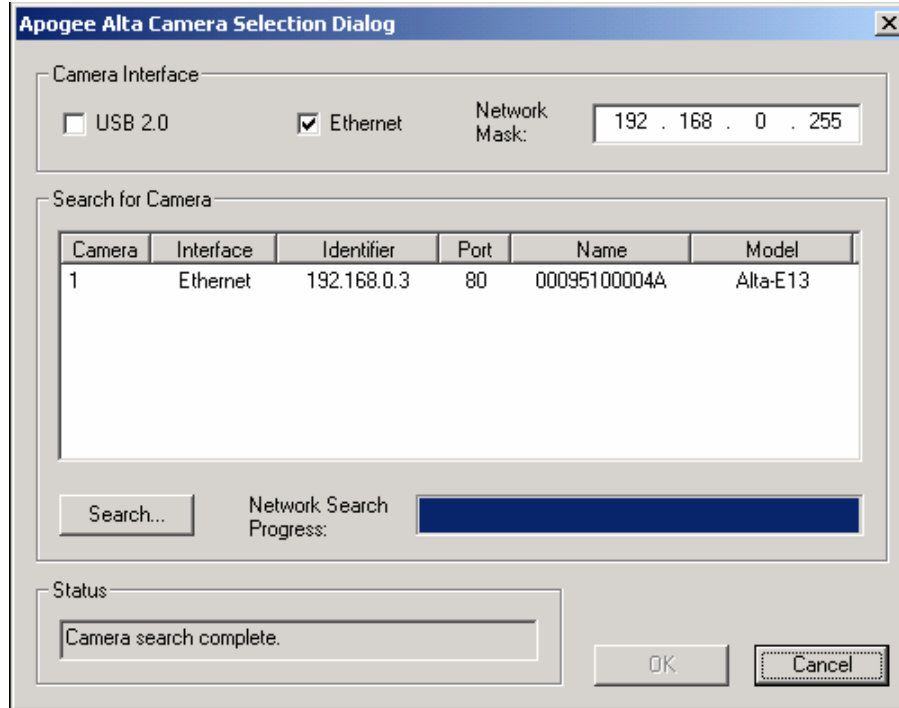 Apogee Alta Camera Selection Dialog
Camera Interface
USB 2.0 Ethernet Network Mask: 192 . 168 . 0 . 255
Search for Camera
Camera Interface Identifier Port Name Model
1 Ethernet 192.168.0.3 80 00095100004A Alta-E13
Search... Network Search Progress:
Status
Camera search complete.
OK Cancel